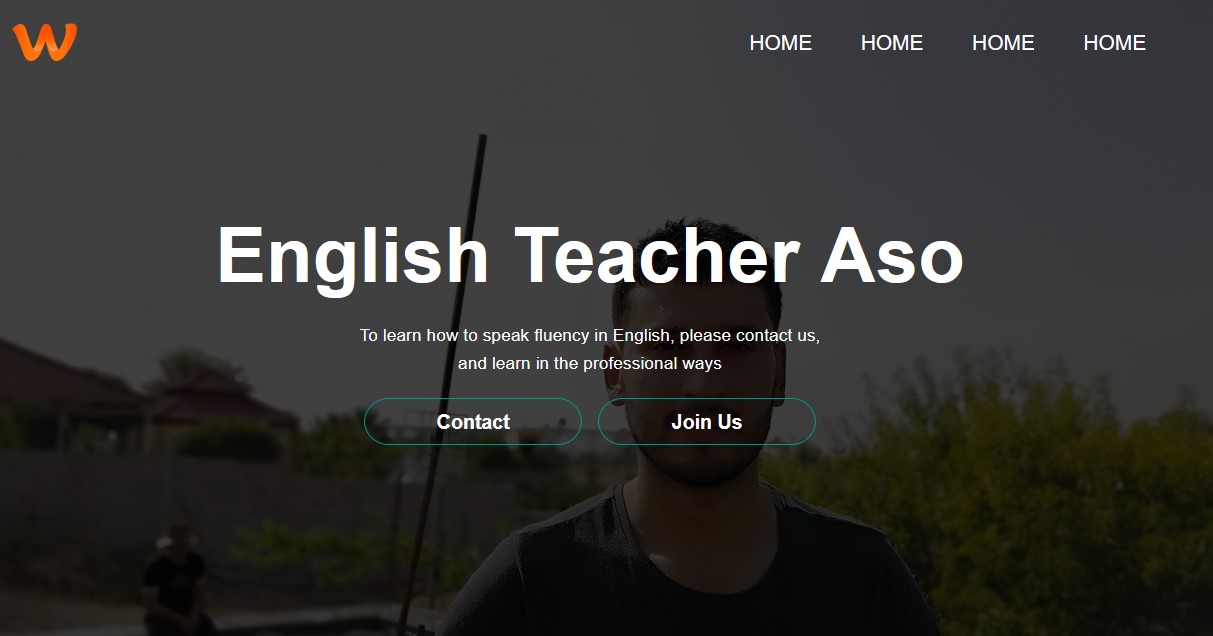 W
HOME HOME HOME HOME
English Teacher Aso
To learn how to speak fluency in English, please contact us,
and learn in the professional ways
Contact Join Us